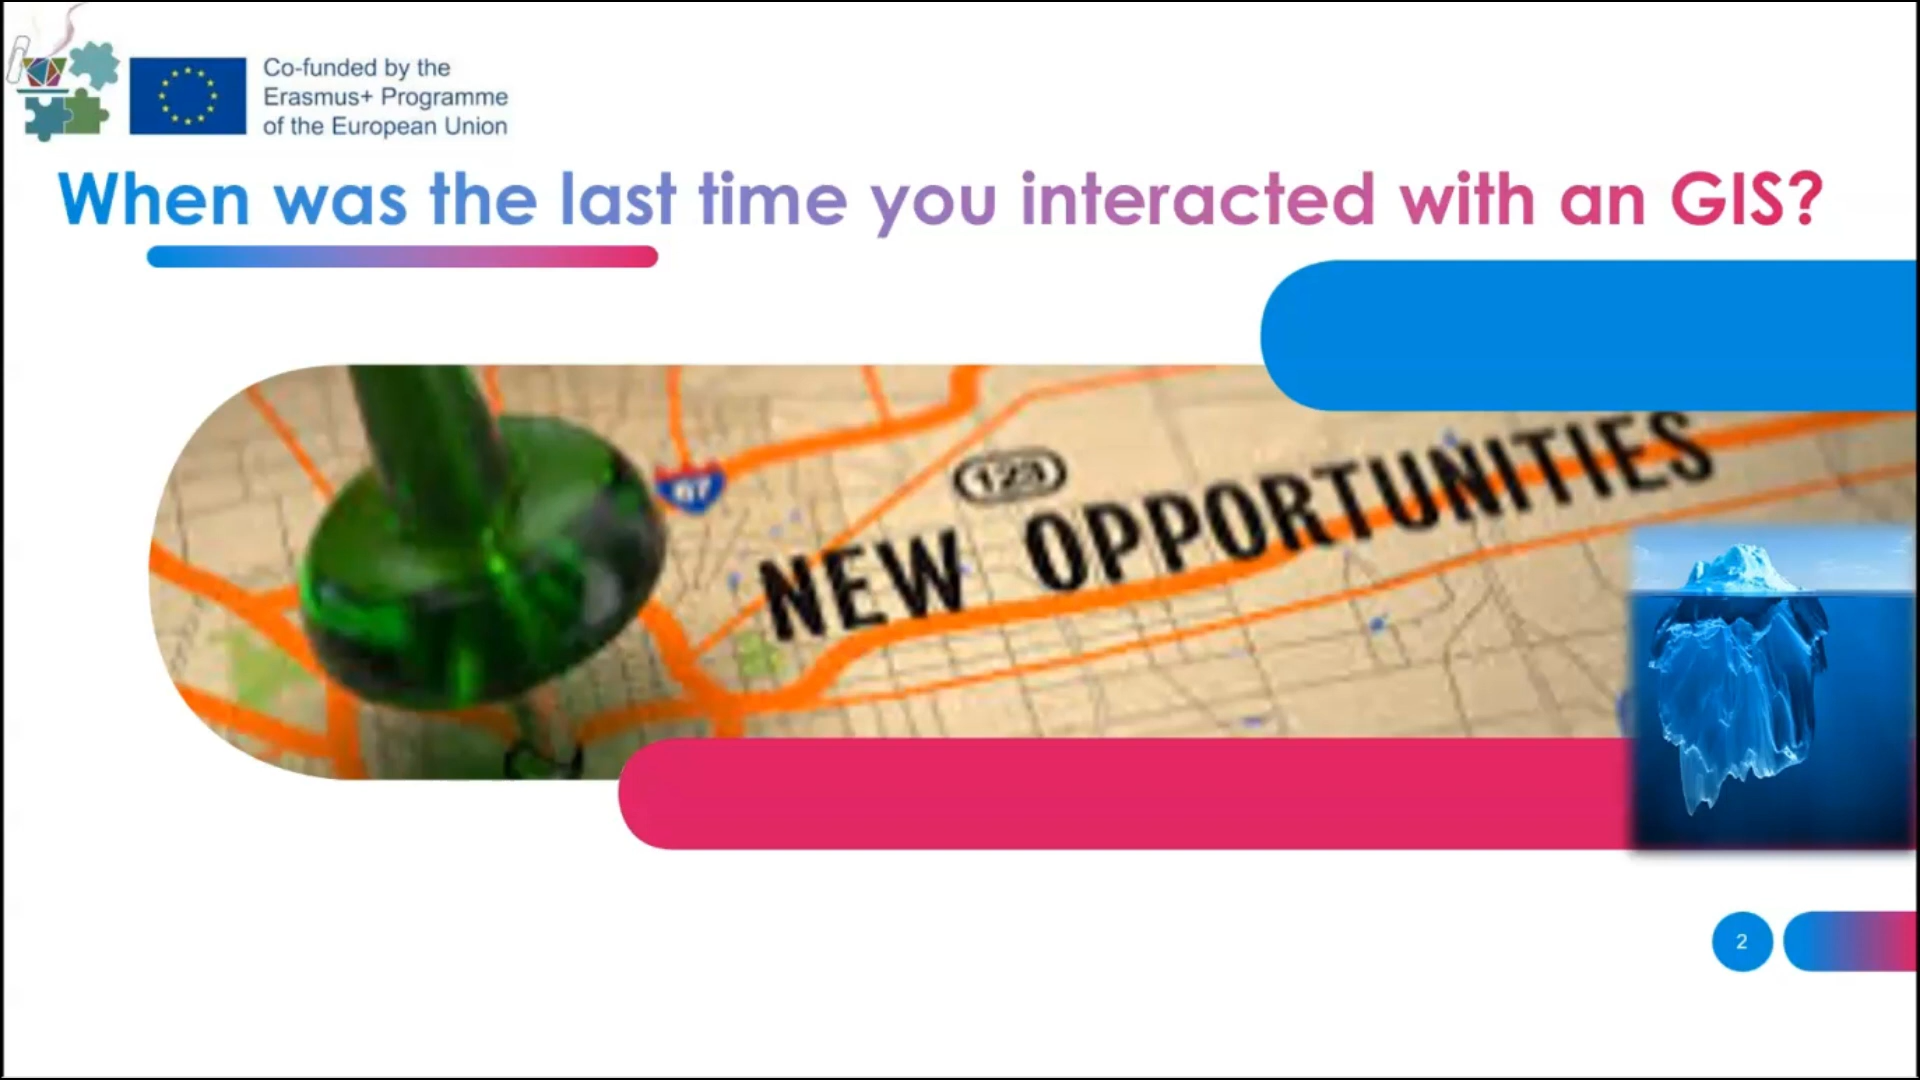 Co-funded by the
Erasmus+ Programme
of the European Union
When was the last time you interacted with an GIS?
67
123
NEW OPPORTUNITIES
2